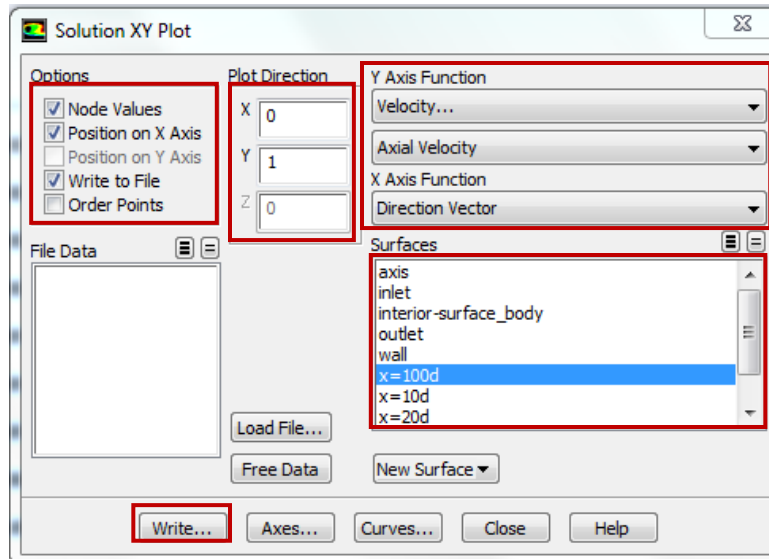 Solution XY Plot
Options
Node Values
Position on X Axis
Position on Y Axis
Write to File
Order Points
Plot Direction
X 0
Y 1
Z 0
Y Axis Function
Velocity...
Axial Velocity
X Axis Function
Direction Vector
File Data
Surfaces
axis
inlet
interior-surface_body
outlet
wall
x=100d
x=10d
x=20d
Load File...
Free Data
New Surface
Write...
Axes...
Curves...
Close
Help